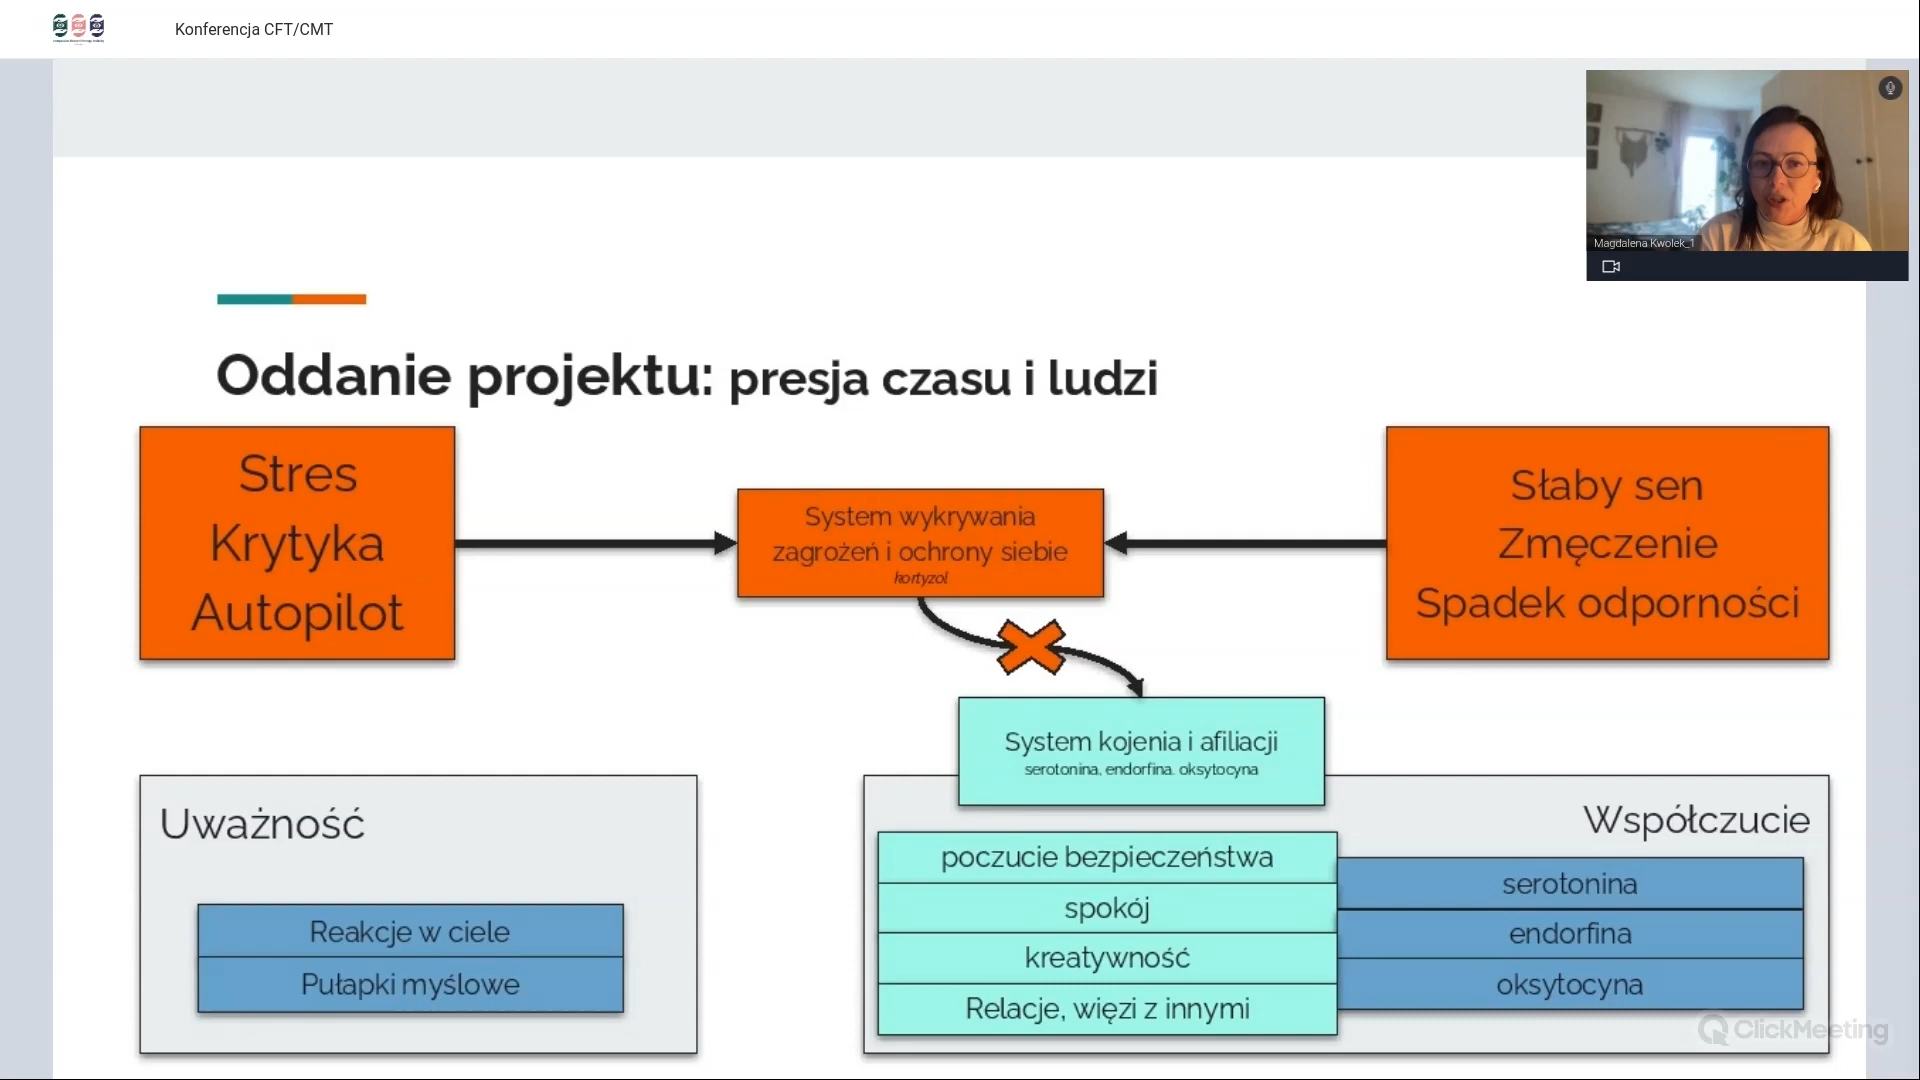 Konferencja CFT/CMT
Magdalena Kwolek_1
Oddanie projektu: presja czasu i ludzi
Stres
Krytyka
Autopilot
System wykrywania
zagrożeń i ochrony siebie
kortyzol
Słaby sen
Zmęczenie
Spadek odporności
System kojenia i afiliacji
serotonina, endorfina. oksytocyna
Uważność
Reakcje w ciele
Pułapki myślowe
Współczucie
poczucie bezpieczeństwa
spokój
kreatywność
Relacje, więzi z innymi
serotonina
endorfina
oksytocyna
ClickMeeting